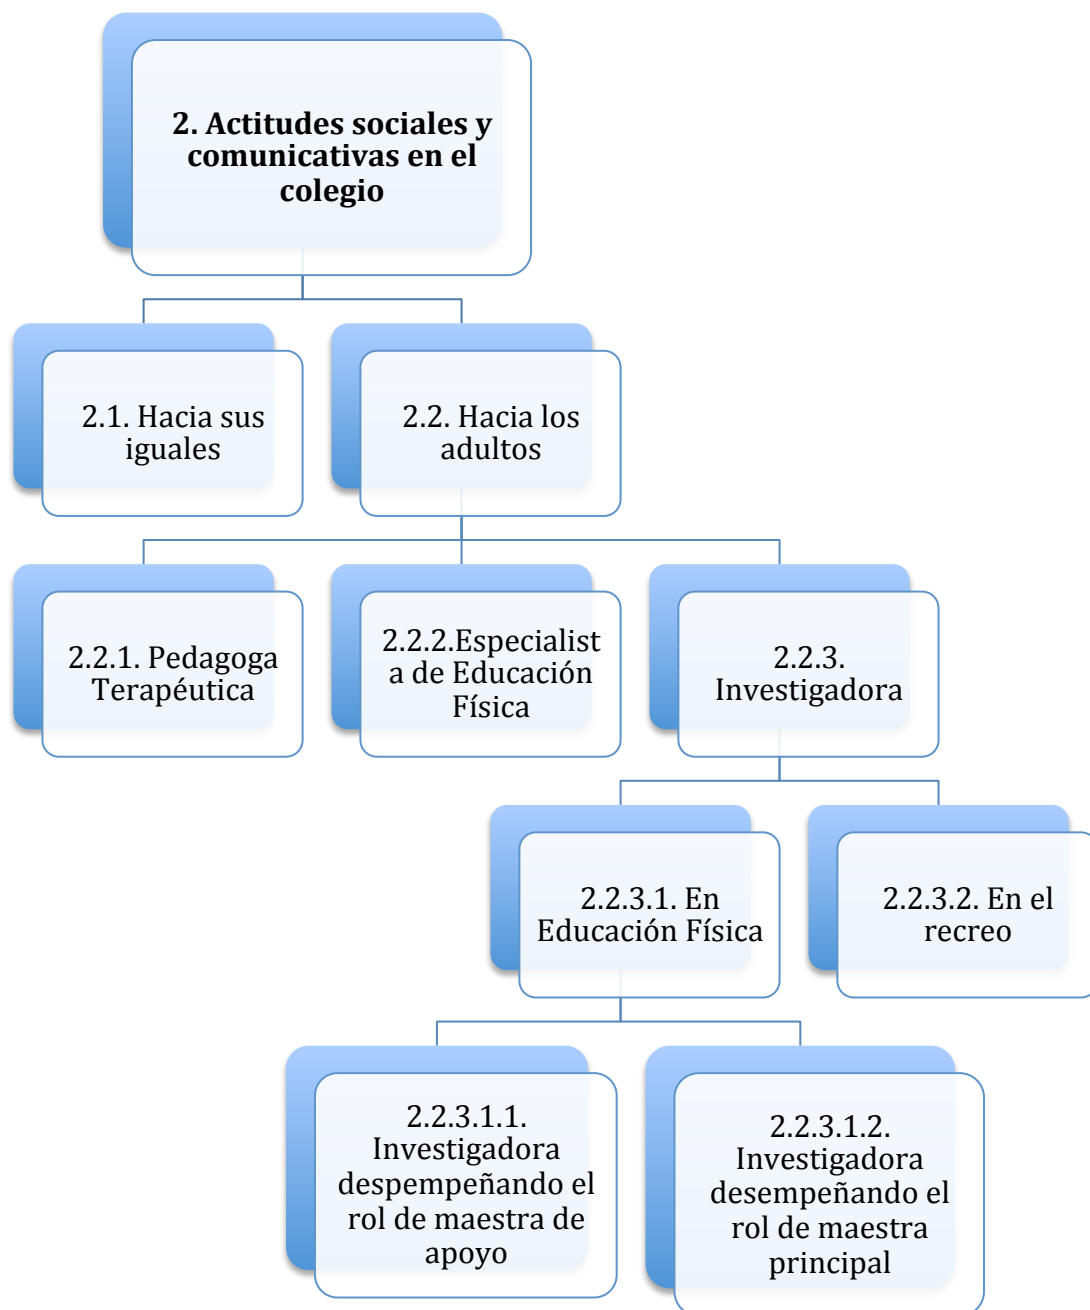 2. Actitudes sociales y
comunicativas en el
colegio
2.1. Hacia sus
iguales
2.2. Hacia los
adultos
2.2.1. Pedagoga
Terapéutica
2.2.2.Especialist
a de Educación
Física
2.2.3.
Investigadora
2.2.3.1. En
Educación Física
2.2.3.2. En el
recreo
2.2.3.1.1.
Investigadora
despempeñando el
rol de maestra de
apoyo
2.2.3.1.2.
Investigadora
desempeñando el
rol de maestra
principal